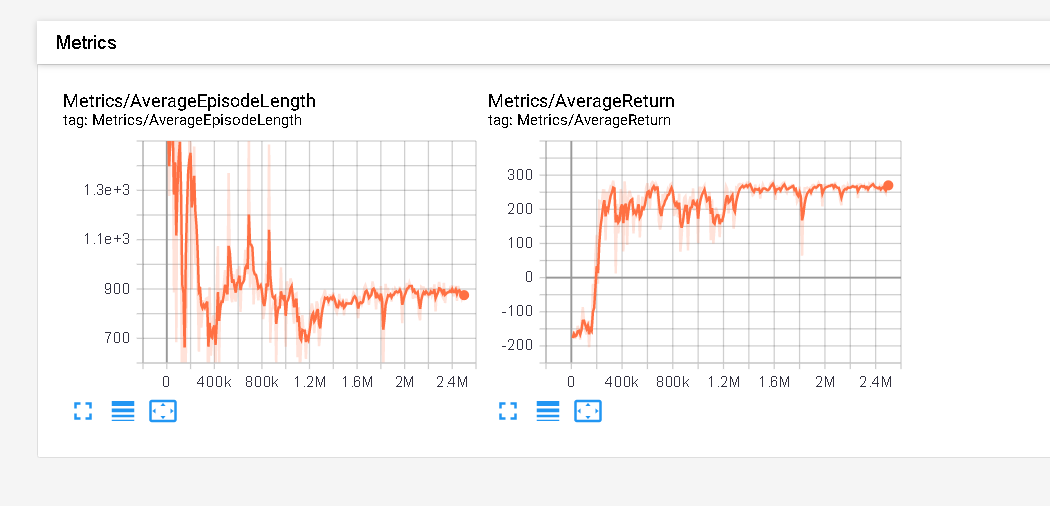 Metrics
Metrics/AverageEpisodeLength
tag: Metrics/AverageEpisodeLength
1.3e+3
1.1e+3
900
700
0 400k 800k 1.2M 1.6M 2M 2.4M
Metrics/AverageReturn
tag: Metrics/AverageReturn
300
200
100
0
-100
-200
0 400k 800k 1.2M 1.6M 2M 2.4M